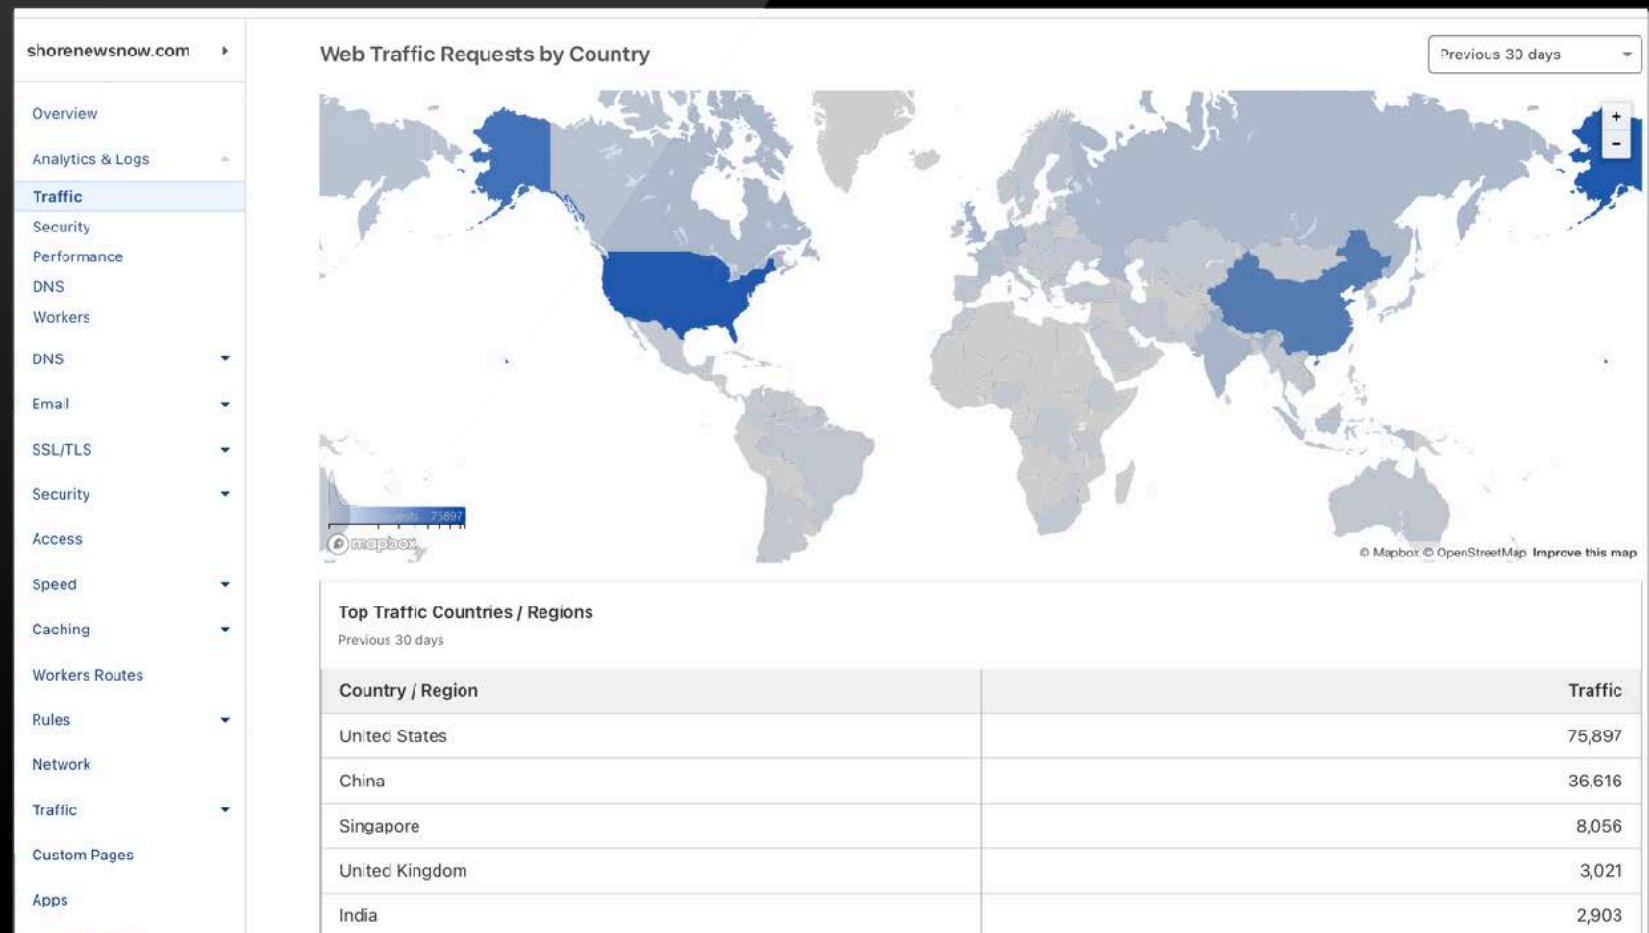 shorenewsnow.com
Overview
Analytics & Logs
Traffic
Security
Performance
DNS
Workers
DNS
Email
SSL/TLS
Security
Access
Speed
Caching
Workers Routes
Rules
Network
Traffic
Custom Pages
Apps
Web Traffic Requests by Country
Previous 30 days
+
-
75897
mapbox
© Mapbox © OpenStreetMap Improve this map
Top Traffic Countries / Regions
Previous 30 days
Country / Region Traffic
United States 75,897
China 36,616
Singapore 8,056
United Kingdom 3,021
India 2,903